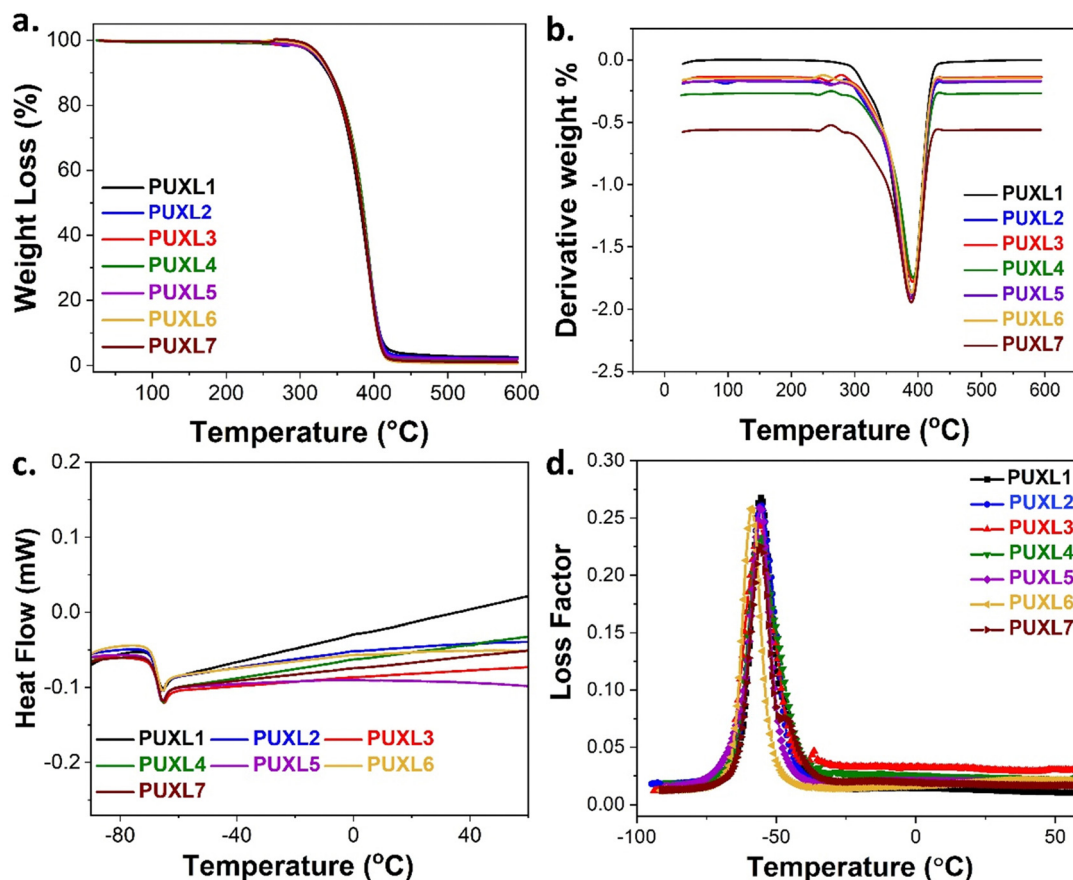 a.
100
80
60
40
20
0
Weight Loss (%)
PUXL1
PUXL2
PUXL3
PUXL4
PUXL5
PUXL6
PUXL7
100 200 300 400 500 600
Temperature (°C)
b.
0.0
-0.5
-1.0
-1.5
-2.0
-2.5
Derivative weight %
PUXL1
PUXL2
PUXL3
PUXL4
PUXL5
PUXL6
PUXL7
0 100 200 300 400 500 600
Temperature (°C)
c.
0.2
0.0
-0.1
-0.2
Heat Flow (mW)
PUXL1 PUXL2 PUXL3
PUXL4 PUXL5 PUXL6
PUXL7
-80 -40 0 40
Temperature (°C)
d.
0.30
0.25
0.20
0.15
0.10
0.05
0.00
Loss Factor
PUXL1
PUXL2
PUXL3
PUXL4
PUXL5
PUXL6
PUXL7
-100 -50 0 50
Temperature (°C)